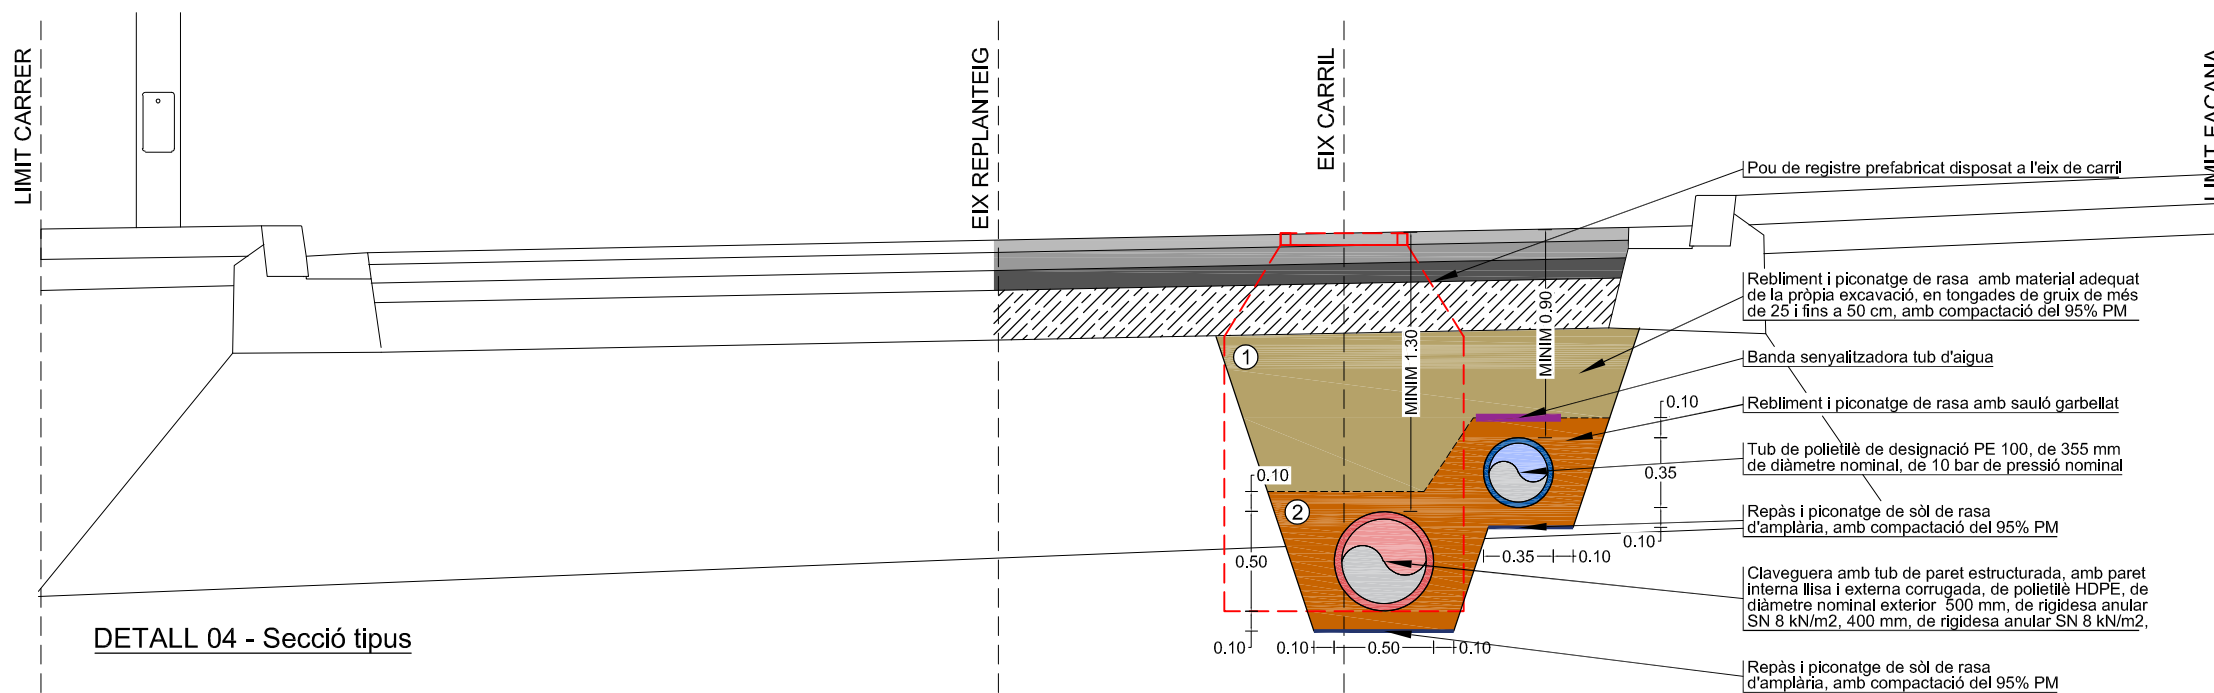 LIMIT CARRER
EIX REPLANTEIG
EIX CARRIL
LIMIT FAÇANA
Pou de registre prefabricat disposat a l'eix de carril
Rebliment i piconatge de rasa amb material adequat
de la pròpia excavació, en tongades de gruix de més
de 25 i fins a 50 cm, amb compactació del 95% PM
Banda senyalitzadora tub d'aigua
Rebliment i piconatge de rasa amb sauló garbellat
Tub de polietilè de designació PE 100, de 355 mm
de diàmetre nominal, de 10 bar de pressió nominal
Repàs i piconatge de sòl de rasa
d'amplària, amb compactació del 95% PM
Claveguera amb tub de paret estructurada, amb paret
interna llisa i externa corrugada, de polietilè HDPE, de
diàmetre nominal exterior 500 mm, de rigidesa anular
SN 8 kN/m2, 400 mm, de rigidesa anular SN 8 kN/m2,
Repàs i piconatge de sòl de rasa
d'amplària, amb compactació del 95% PM
1
2
MINIM 1.30
MINIM 0.90
0.10
0.35
0.10
0.35
0.10
0.10
0.50
0.10
0.10
0.50
0.10
DETALL 04 - Secció tipus